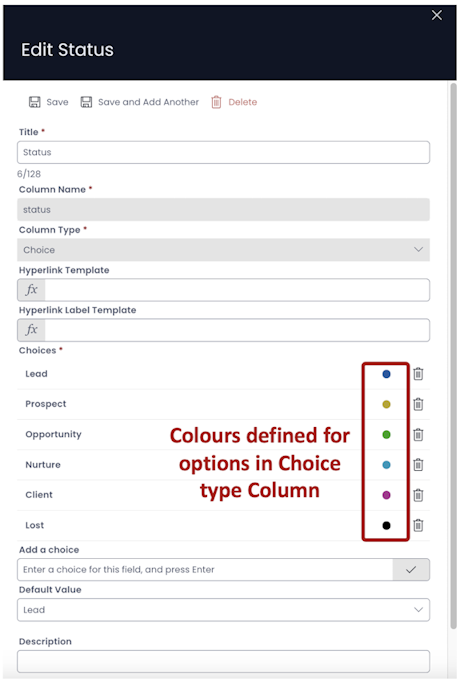 Edit Status
Save Save and Add Another Delete
Title *
Status
6/128
Column Name *
status
Column Type *
Choice
Hyperlink Template
fx
Hyperlink Label Template
fx
Choices *
Lead
Prospect
Opportunity
Nurture
Client
Lost
Colours defined for
options in Choice
type Column
Add a choice
Enter a choice for this field, and press Enter
Default Value
Lead
Description